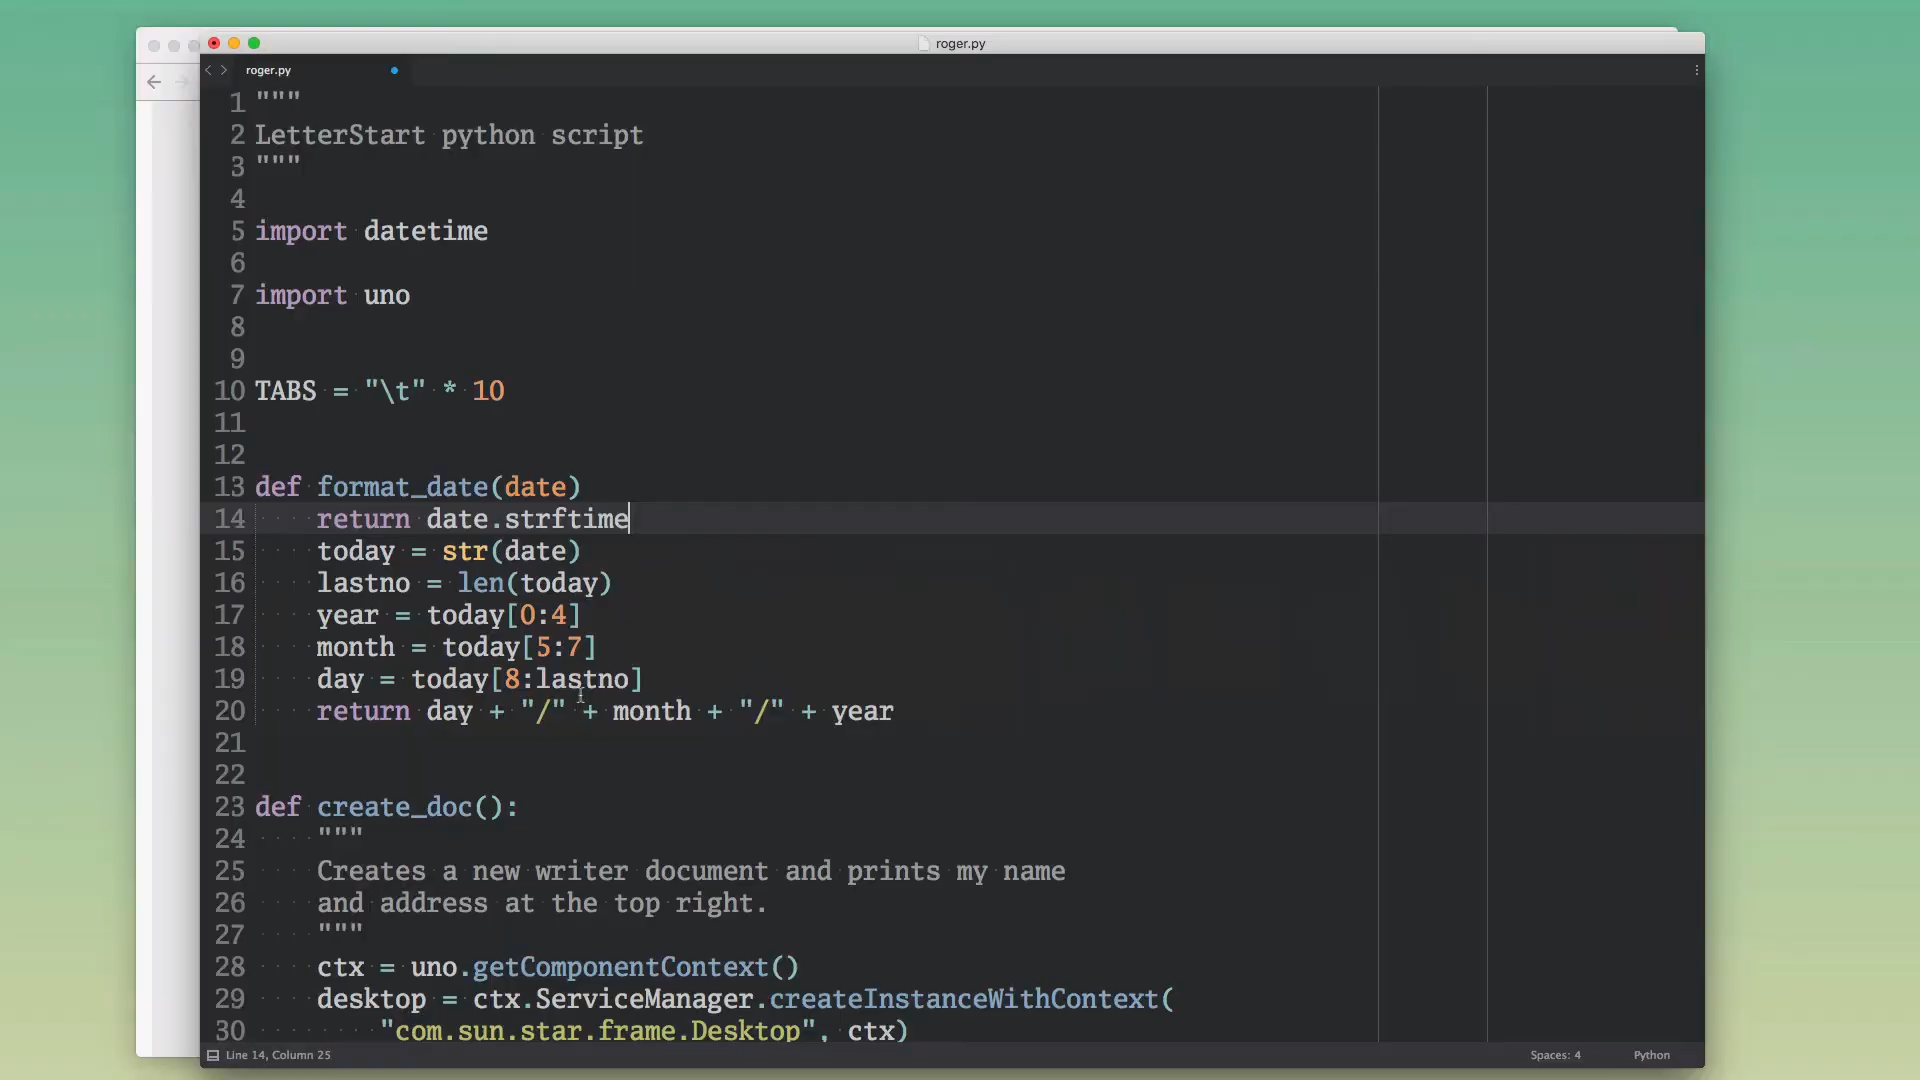 roger.py
roger.py
1 """
2 LetterStart python script
3 """
4
5 import datetime
6
7 import uno
8
9
10 TABS = "\t" * 10
11
12
13 def format_date(date)
14     return date.strftime
15     today = str(date)
16     lastno = len(today)
17     year = today[0:4]
18     month = today[5:7]
19     day = today[8:lastno]
20     return day + "/" + month + "/" + year
21
22
23 def create_doc():
24     """
25     Creates a new writer document and prints my name
26     and address at the top right.
27     """
28     ctx = uno.getComponentContext()
29     desktop = ctx.ServiceManager.createInstanceWithContext(
30         "com.sun.star.frame.Desktop", ctx)
Line 14, Column 25
Spaces: 4
Python